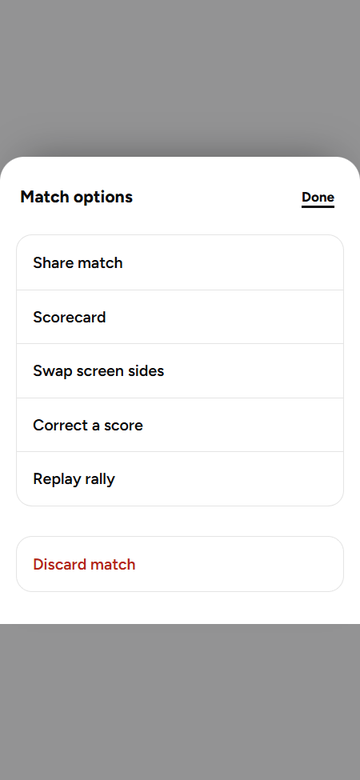 Match options
Done
Share match
Scorecard
Swap screen sides
Correct a score
Replay rally
Discard match